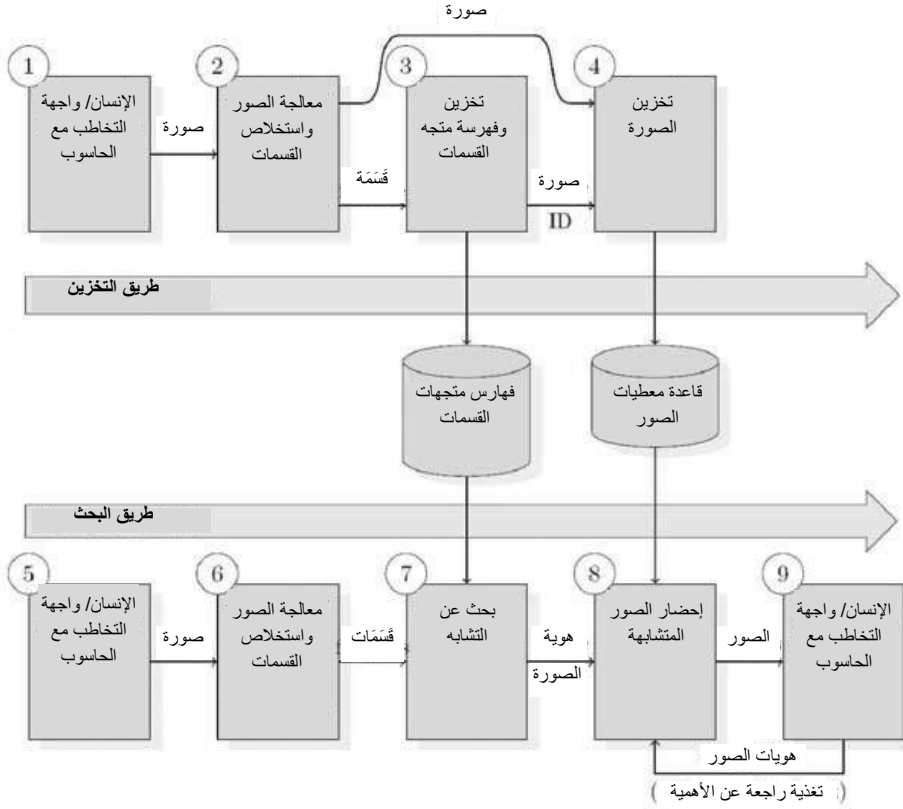 صورة
1
الإنسان/ واجهة
التخاطب مع
الحاسوب
صورة
2
معالجة الصور
واستخلاص
القسمات
قَسَمَة
3
تخزين
وفهرسة متجه
القسمات
صورة
ID
4
تخزين
الصورة
طريق التخزين
فهارس متجهات
القسمات
قاعدة معطيات
الصور
طريق البحث
5
الإنسان/ واجهة
التخاطب مع
الحاسوب
صورة
6
معالجة الصور
واستخلاص
القسمات
قَسَمَات
7
بحث عن
التشابه
هوية
الصورة
8
إحضار الصور
المتشابهة
الصور
9
الإنسان/ واجهة
التخاطب مع
الحاسوب
هويات الصور
(تغذية راجعة عن الأهمية)